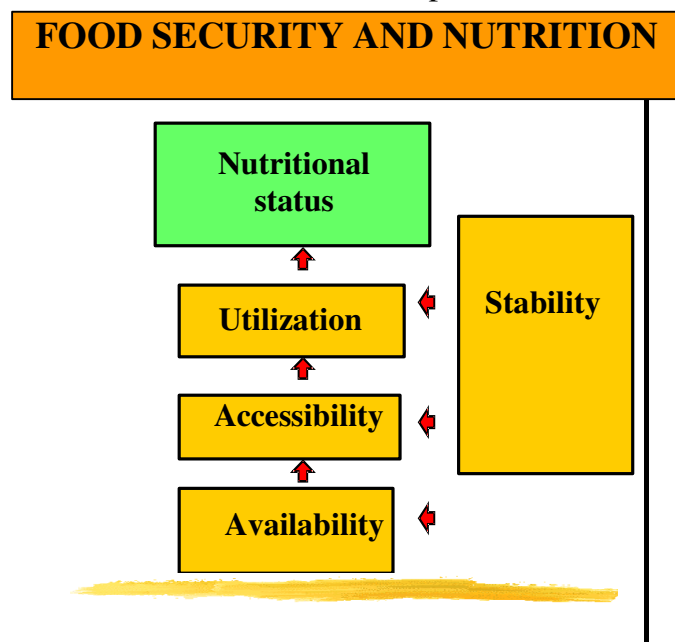 FOOD SECURITY AND NUTRITION
Nutritional
status
Utilization
Stability
Accessibility
Availability